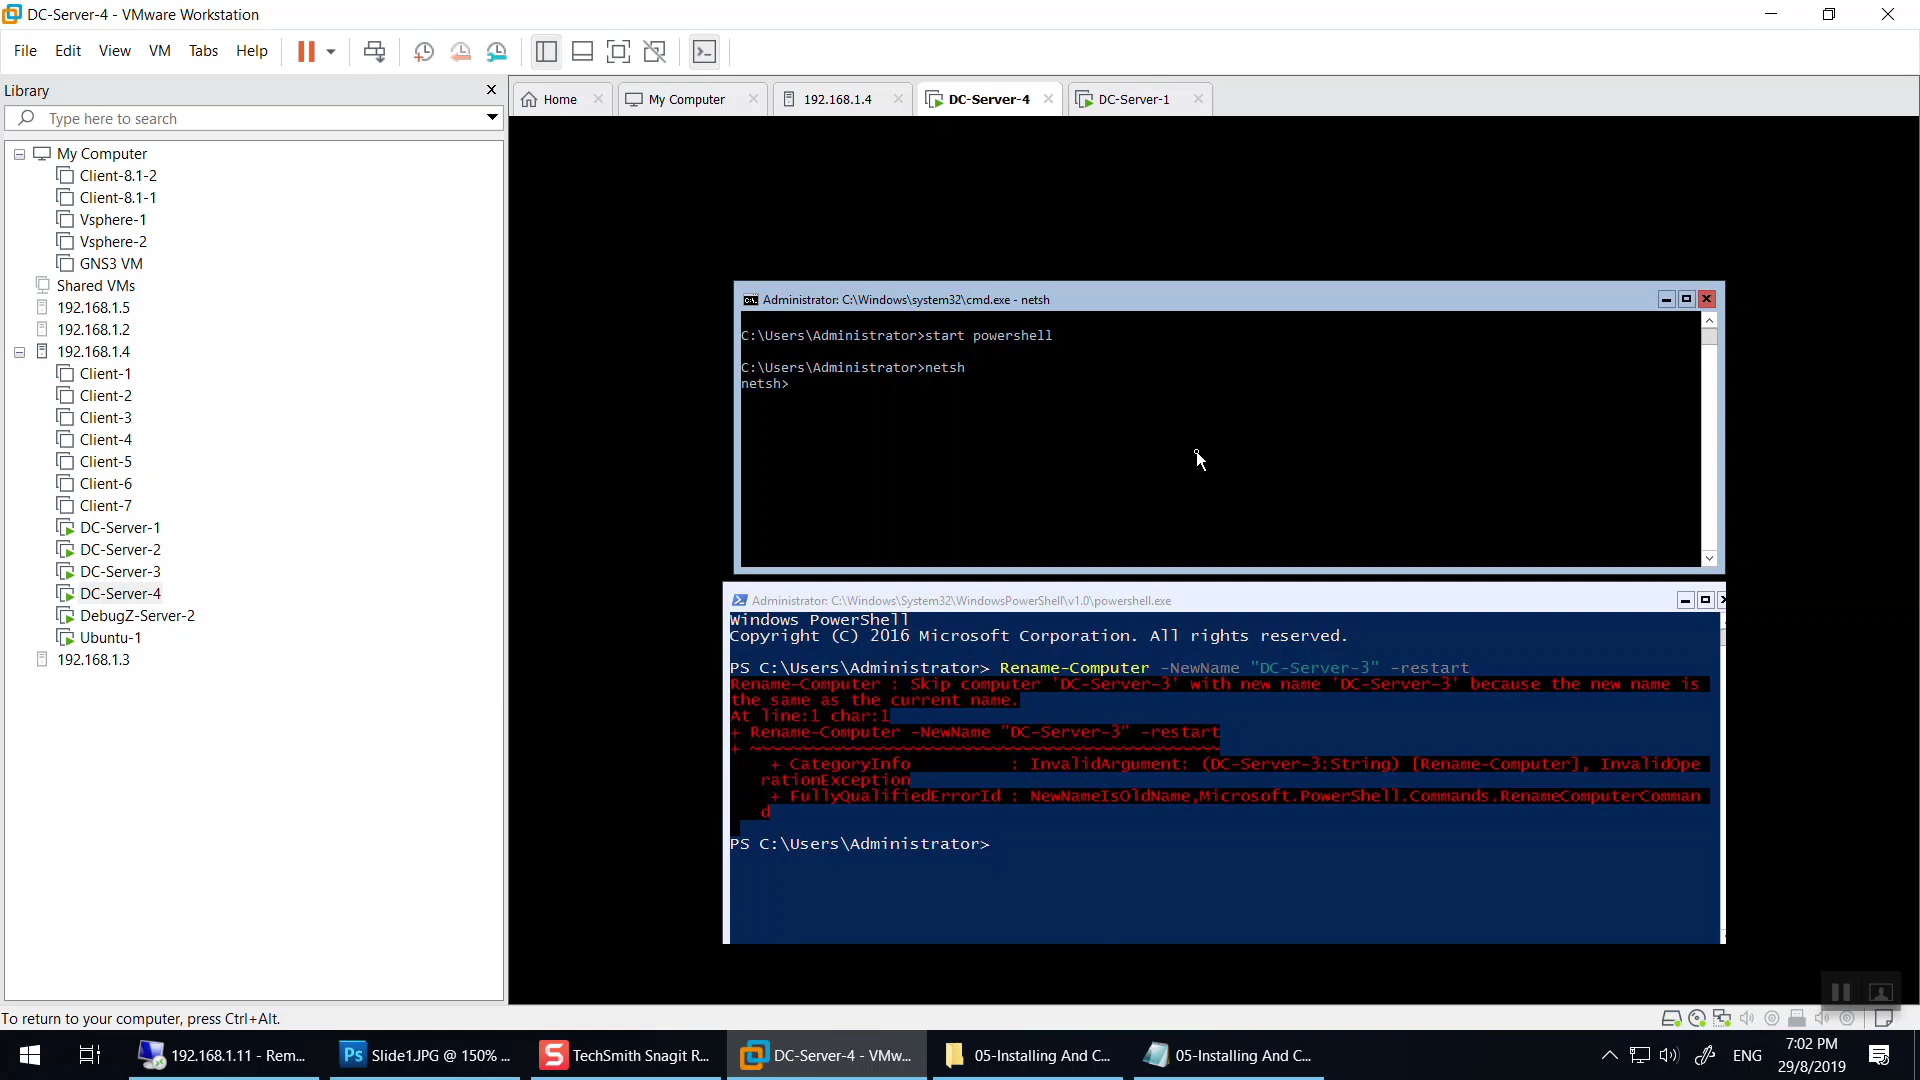 DC-Server-4 - VMware Workstation
File Edit View VM Tabs Help
Library
Type here to search
My Computer
Client-8.1-2
Client-8.1-1
Vsphere-1
Vsphere-2
GNS3 VM
Shared VMs
192.168.1.5
192.168.1.2
192.168.1.4
Client-1
Client-2
Client-3
Client-4
Client-5
Client-6
Client-7
DC-Server-1
DC-Server-2
DC-Server-3
DC-Server-4
DebugZ-Server-2
Ubuntu-1
192.168.1.3
Home My Computer 192.168.1.4 DC-Server-4 DC-Server-1
Administrator: C:\Windows\system32\cmd.exe - netsh
C:\Users\Administrator>start powershell
C:\Users\Administrator>netsh
netsh>
Administrator: C:\Windows\System32\WindowsPowerShell\v1.0\powershell.exe
Windows PowerShell
Copyright (C) 2016 Microsoft Corporation. All rights reserved.
PS C:\Users\Administrator> Rename-Computer -NewName "DC-Server-3" -restart
Rename-Computer : Skip computer 'DC-Server-3' with new name 'DC-Server-3' because the new name is
the same as the current name.
At line:1 char:1
+ Rename-Computer -NewName "DC-Server-3" -restart
+ ~~~~~~~~~~~~~~~~~~~~~~~~~~~~~~~~~~~~~~~~~~~~~~~
+ CategoryInfo : InvalidArgument: (DC-Server-3:String) [Rename-Computer], InvalidOpe
rationException
+ FullyQualifiedErrorId : NewNameIsOldName,Microsoft.PowerShell.Commands.RenameComputerComman
d
PS C:\Users\Administrator>
To return to your computer, press Ctrl+Alt.
192.168.1.11 - Rem... Slide1.JPG @ 150% ... TechSmith Snagit R... DC-Server-4 - VMw... 05-Installing And C... 05-Installing And C... ENG 7:02 PM
29/8/2019